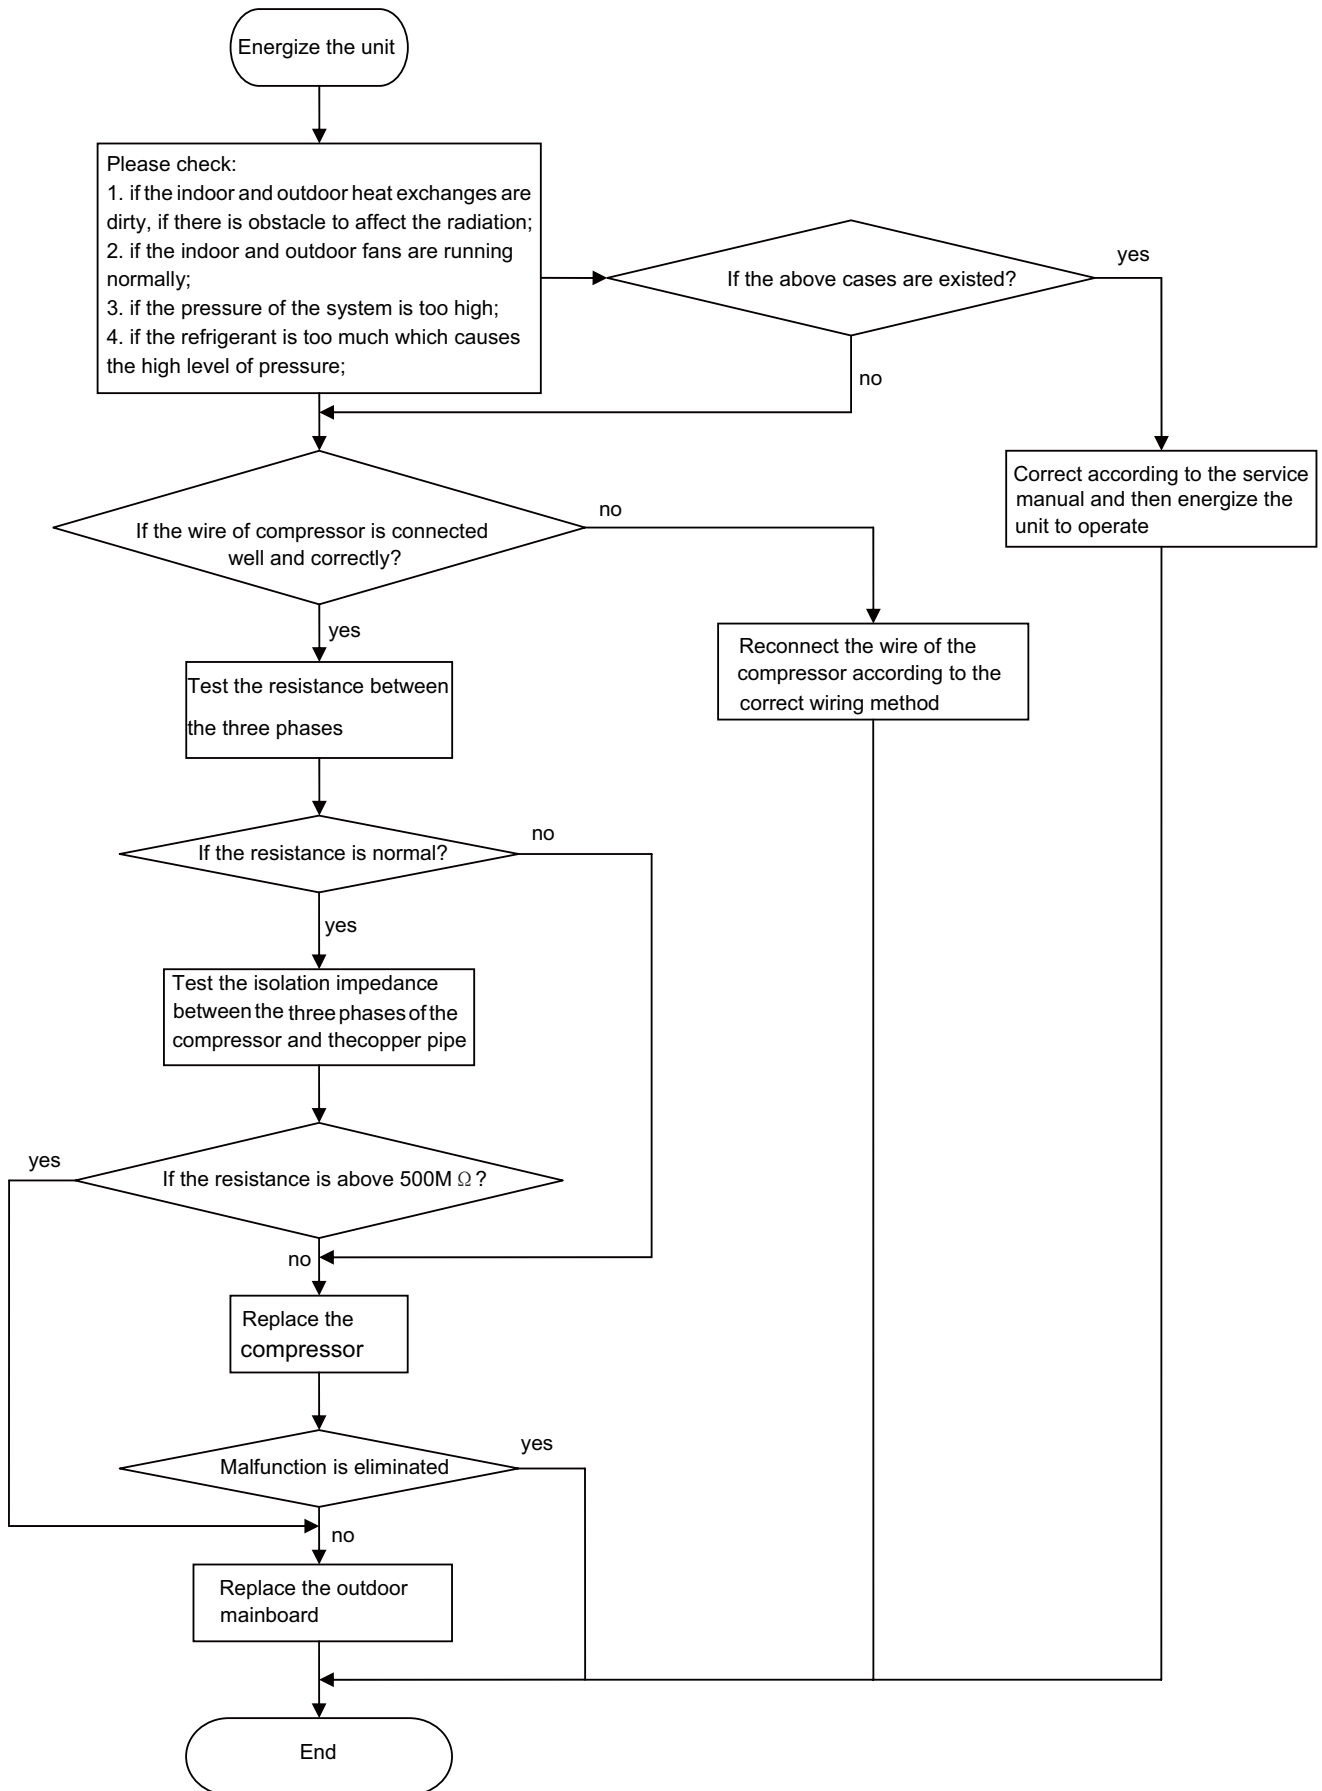 Energize the unit
Please check:
1. if the indoor and outdoor heat exchanges are
dirty, if there is obstacle to affect the radiation;
2. if the indoor and outdoor fans are running
normally;
3. if the pressure of the system is too high;
4. if the refrigerant is too much which causes
the high level of pressure;
If the above cases are existed?
yes
no
Correct according to the service
manual and then energize the
unit to operate
If the wire of compressor is connected
well and correctly?
no
yes
Reconnect the wire of the
compressor according to the
correct wiring method
Test the resistance between
the three phases
If the resistance is normal?
no
yes
Test the isolation impedance
between the three phases of the
compressor and thecopper pipe
yes
If the resistance is above 500M Ω ?
no
Replace the
compressor
yes
Malfunction is eliminated
no
Replace the outdoor
mainboard
End